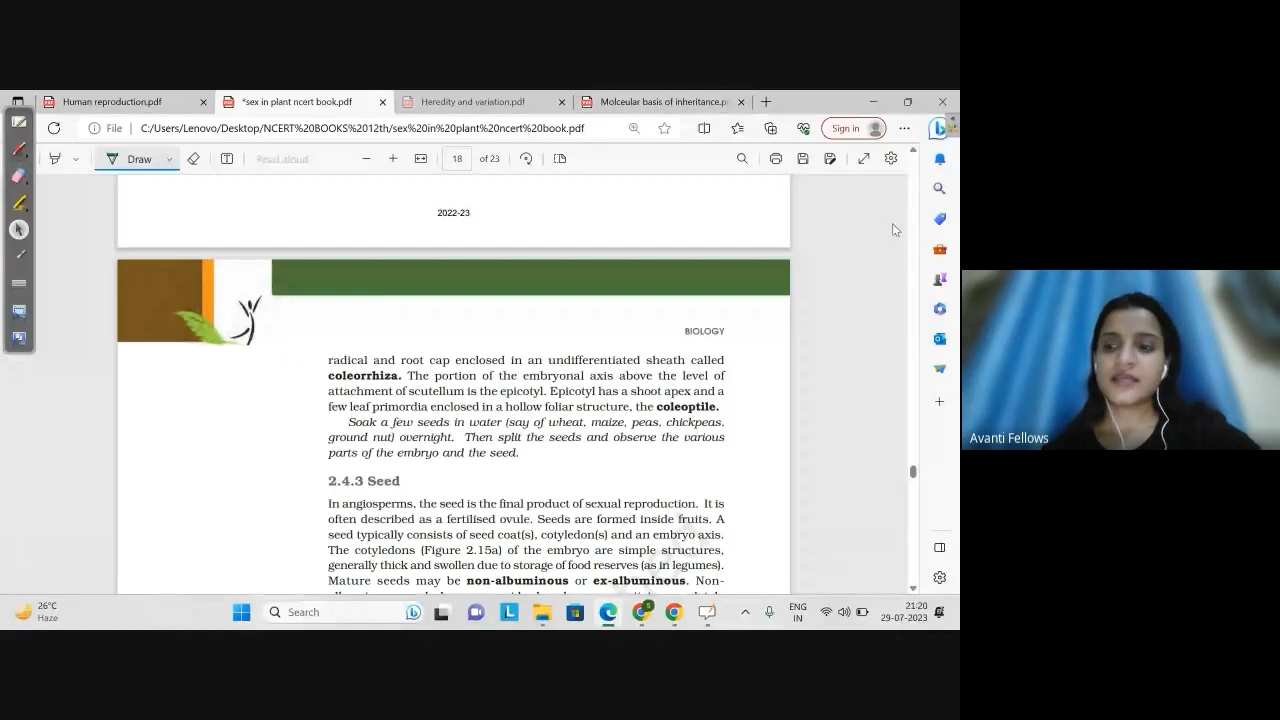 Human reproduction.pdf
*sex in plant ncert book.pdf
Heredity and variation.pdf
Molceular basis of inheritance.p
File
C:/Users/Lenovo/Desktop/NCERT%20BOOKS%2012th/sex%20in%20plant%20ncert%20book.pdf
Sign in
Draw
Read aloud
18 of 23
2022-23
BIOLOGY
radical and root cap enclosed in an undifferentiated sheath called
coleorrhiza. The portion of the embryonal axis above the level of
attachment of scutellum is the epicotyl. Epicotyl has a shoot apex and a
few leaf primordia enclosed in a hollow foliar structure, the coleoptile.
Soak a few seeds in water (say of wheat, maize, peas, chickpeas,
ground nut) overnight. Then split the seeds and observe the various
parts of the embryo and the seed.
2.4.3 Seed
In angiosperms, the seed is the final product of sexual reproduction. It is
often described as a fertilised ovule. Seeds are formed inside fruits. A
seed typically consists of seed coat(s), cotyledon(s) and an embryo axis.
The cotyledons (Figure 2.15a) of the embryo are simple structures,
generally thick and swollen due to storage of food reserves (as in legumes).
Mature seeds may be non-albuminous or ex-albuminous. Non-
Avanti Fellows
26°C
Haze
Search
ENG
IN
21:20
29-07-2023